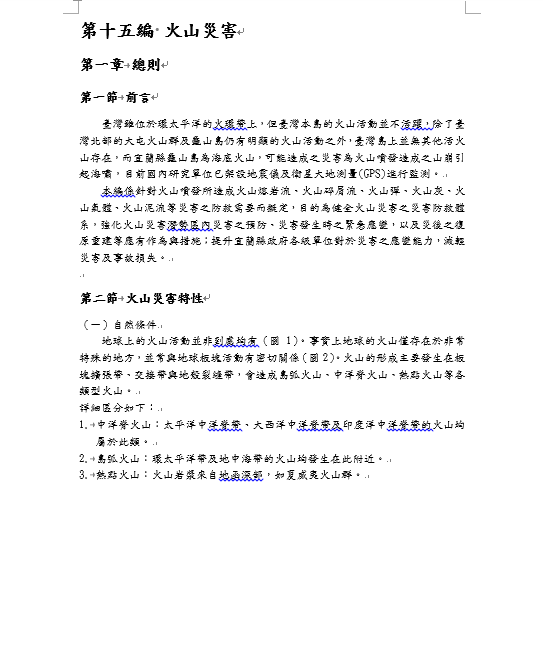 第十五編 火山災害
第一章 總則
第一節 前言
臺灣雖位於環太平洋的火環帶上，但臺灣本島的火山活動並不活躍，除了臺
灣北部的大屯火山群及龜山島仍有明顯的火山活動之外，臺灣島上並無其他活火
山存在，而宜蘭縣龜山島為海底火山，可能造成之災害為火山噴發造成之山崩引
起海嘯，目前國內研究單位已架設地震儀及衛星大地測量(GPS)進行監測。
本編係針對火山噴發所造成火山熔岩流、火山碎屑流、火山彈、火山灰、火
山氣體、火山泥流等災害之防救需要而擬定，目的為健全火山災害之災害防救體
系，強化火山災害潛勢區內災害之預防、災害發生時之緊急應變，以及災後之復
原重建等應有作為與措施；提升宜蘭縣政府各級單位對於災害之應變能力，減輕
災害及事故損失。
第二節 火山災害特性
（一）自然條件
地球上的火山活動並非到處均有（圖 1）。事實上地球的火山僅存在於非常
特殊的地方，並常與地球板塊活動有密切關係（圖 2）。火山的形成主要發生在板
塊擴張帶、交接帶與地殼裂縫帶，會造成島弧火山、中洋脊火山、熱點火山等各
類型火山。
詳細區分如下：
1. 中洋脊火山：太平洋中洋脊帶、大西洋中洋脊帶及印度洋中洋脊帶的火山均
屬於此類。
2. 島弧火山：環太平洋帶及地中海帶的火山均發生在此附近。
3. 熱點火山：火山岩漿來自地函深部，如夏威夷火山群。